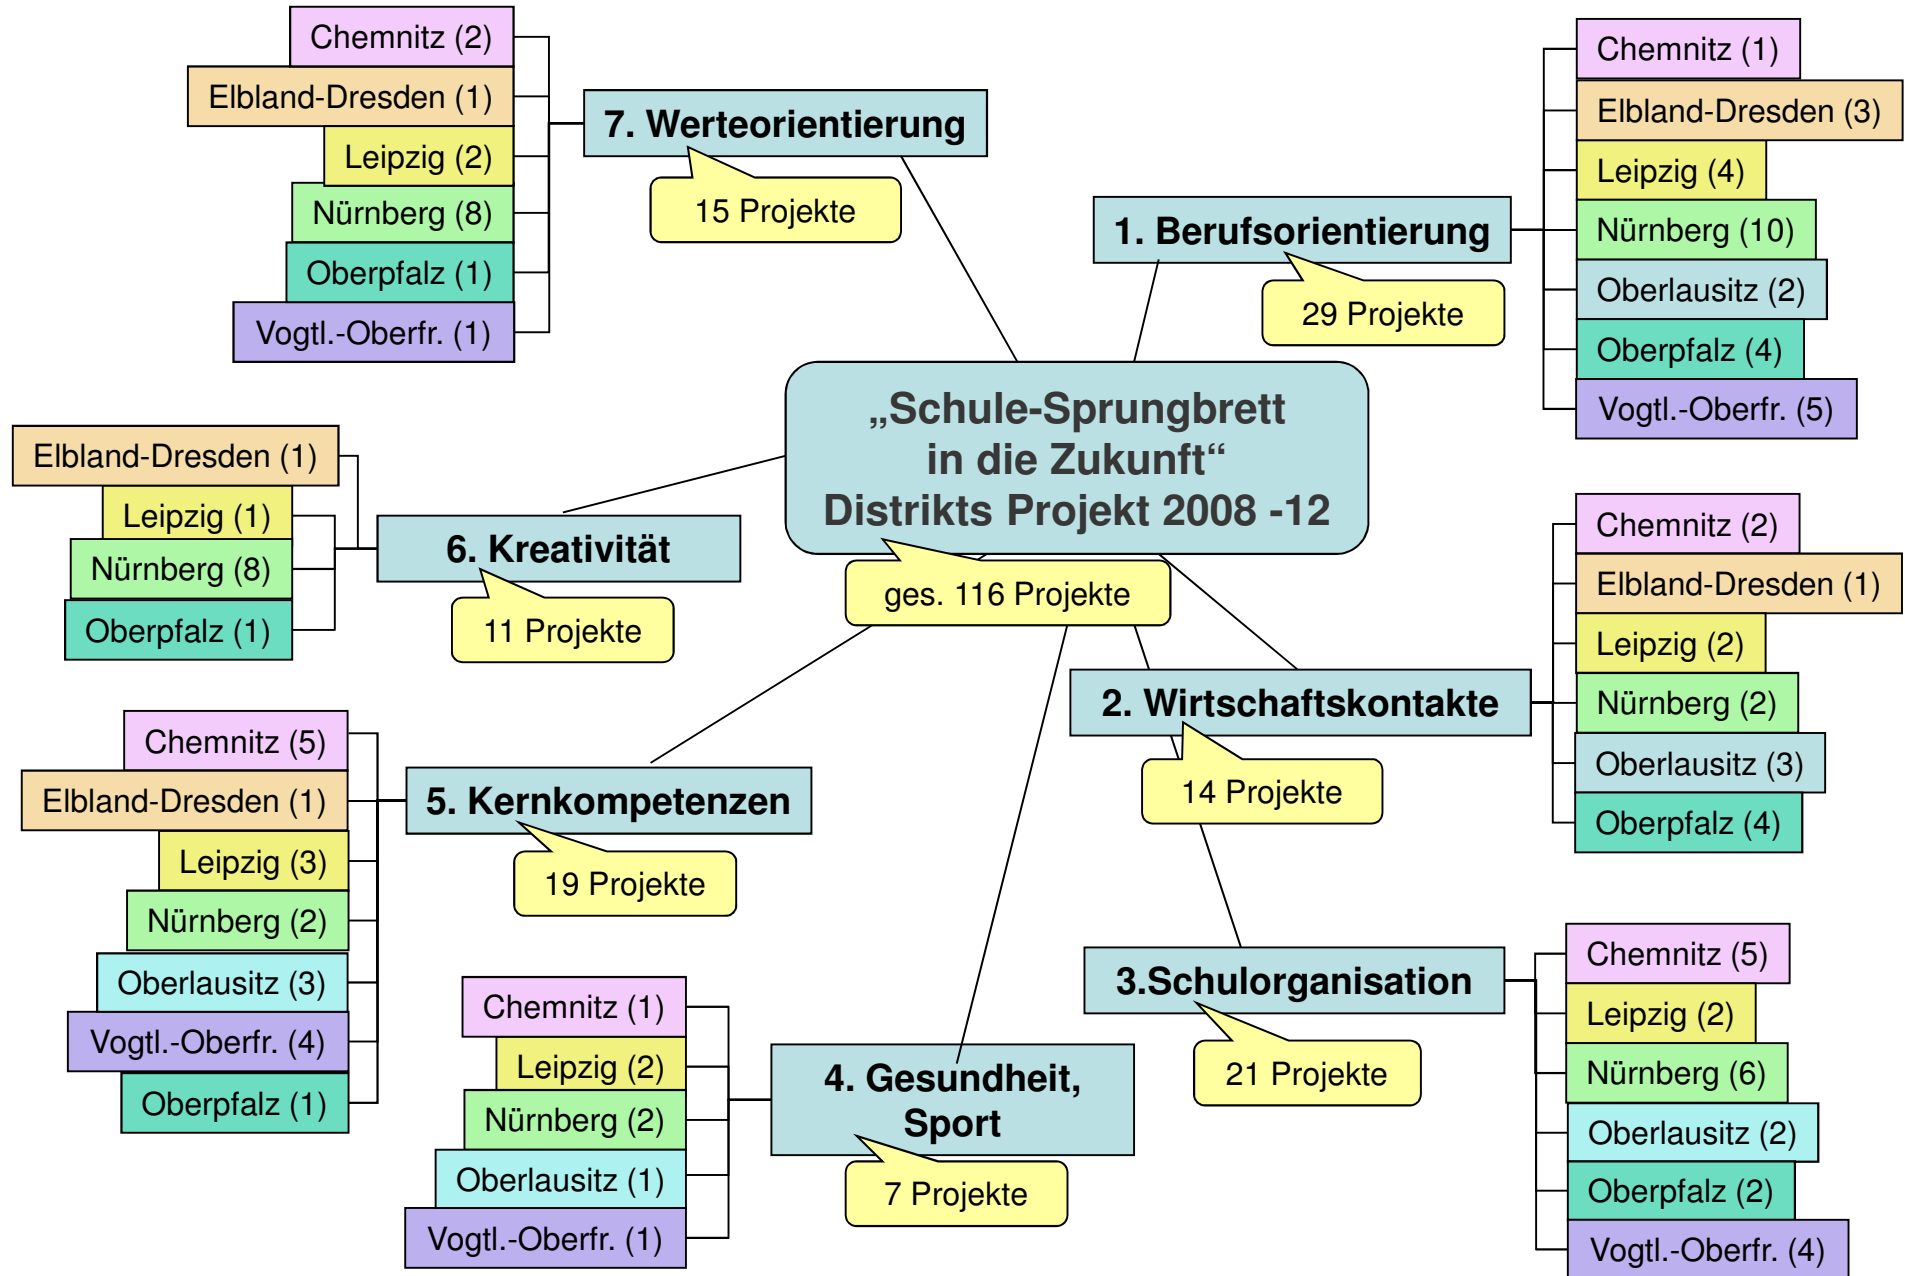 „Schule-Sprungbrett
in die Zukunft“
Distrikts Projekt 2008 -12
ges. 116 Projekte
1. Berufsorientierung
29 Projekte
Chemnitz (1)
Elbland-Dresden (3)
Leipzig (4)
Nürnberg (10)
Oberlausitz (2)
Oberpfalz (4)
Vogtl.-Oberfr. (5)
2. Wirtschaftskontakte
14 Projekte
Chemnitz (2)
Elbland-Dresden (1)
Leipzig (2)
Nürnberg (2)
Oberlausitz (3)
Oberpfalz (4)
3.Schulorganisation
21 Projekte
Chemnitz (5)
Leipzig (2)
Nürnberg (6)
Oberlausitz (2)
Oberpfalz (2)
Vogtl.-Oberfr. (4)
4. Gesundheit,
Sport
7 Projekte
Chemnitz (1)
Leipzig (2)
Nürnberg (2)
Oberlausitz (1)
Vogtl.-Oberfr. (1)
5. Kernkompetenzen
19 Projekte
Chemnitz (5)
Elbland-Dresden (1)
Leipzig (3)
Nürnberg (2)
Oberlausitz (3)
Vogtl.-Oberfr. (4)
Oberpfalz (1)
6. Kreativität
11 Projekte
Elbland-Dresden (1)
Leipzig (1)
Nürnberg (8)
Oberpfalz (1)
7. Werteorientierung
15 Projekte
Chemnitz (2)
Elbland-Dresden (1)
Leipzig (2)
Nürnberg (8)
Oberpfalz (1)
Vogtl.-Oberfr. (1)